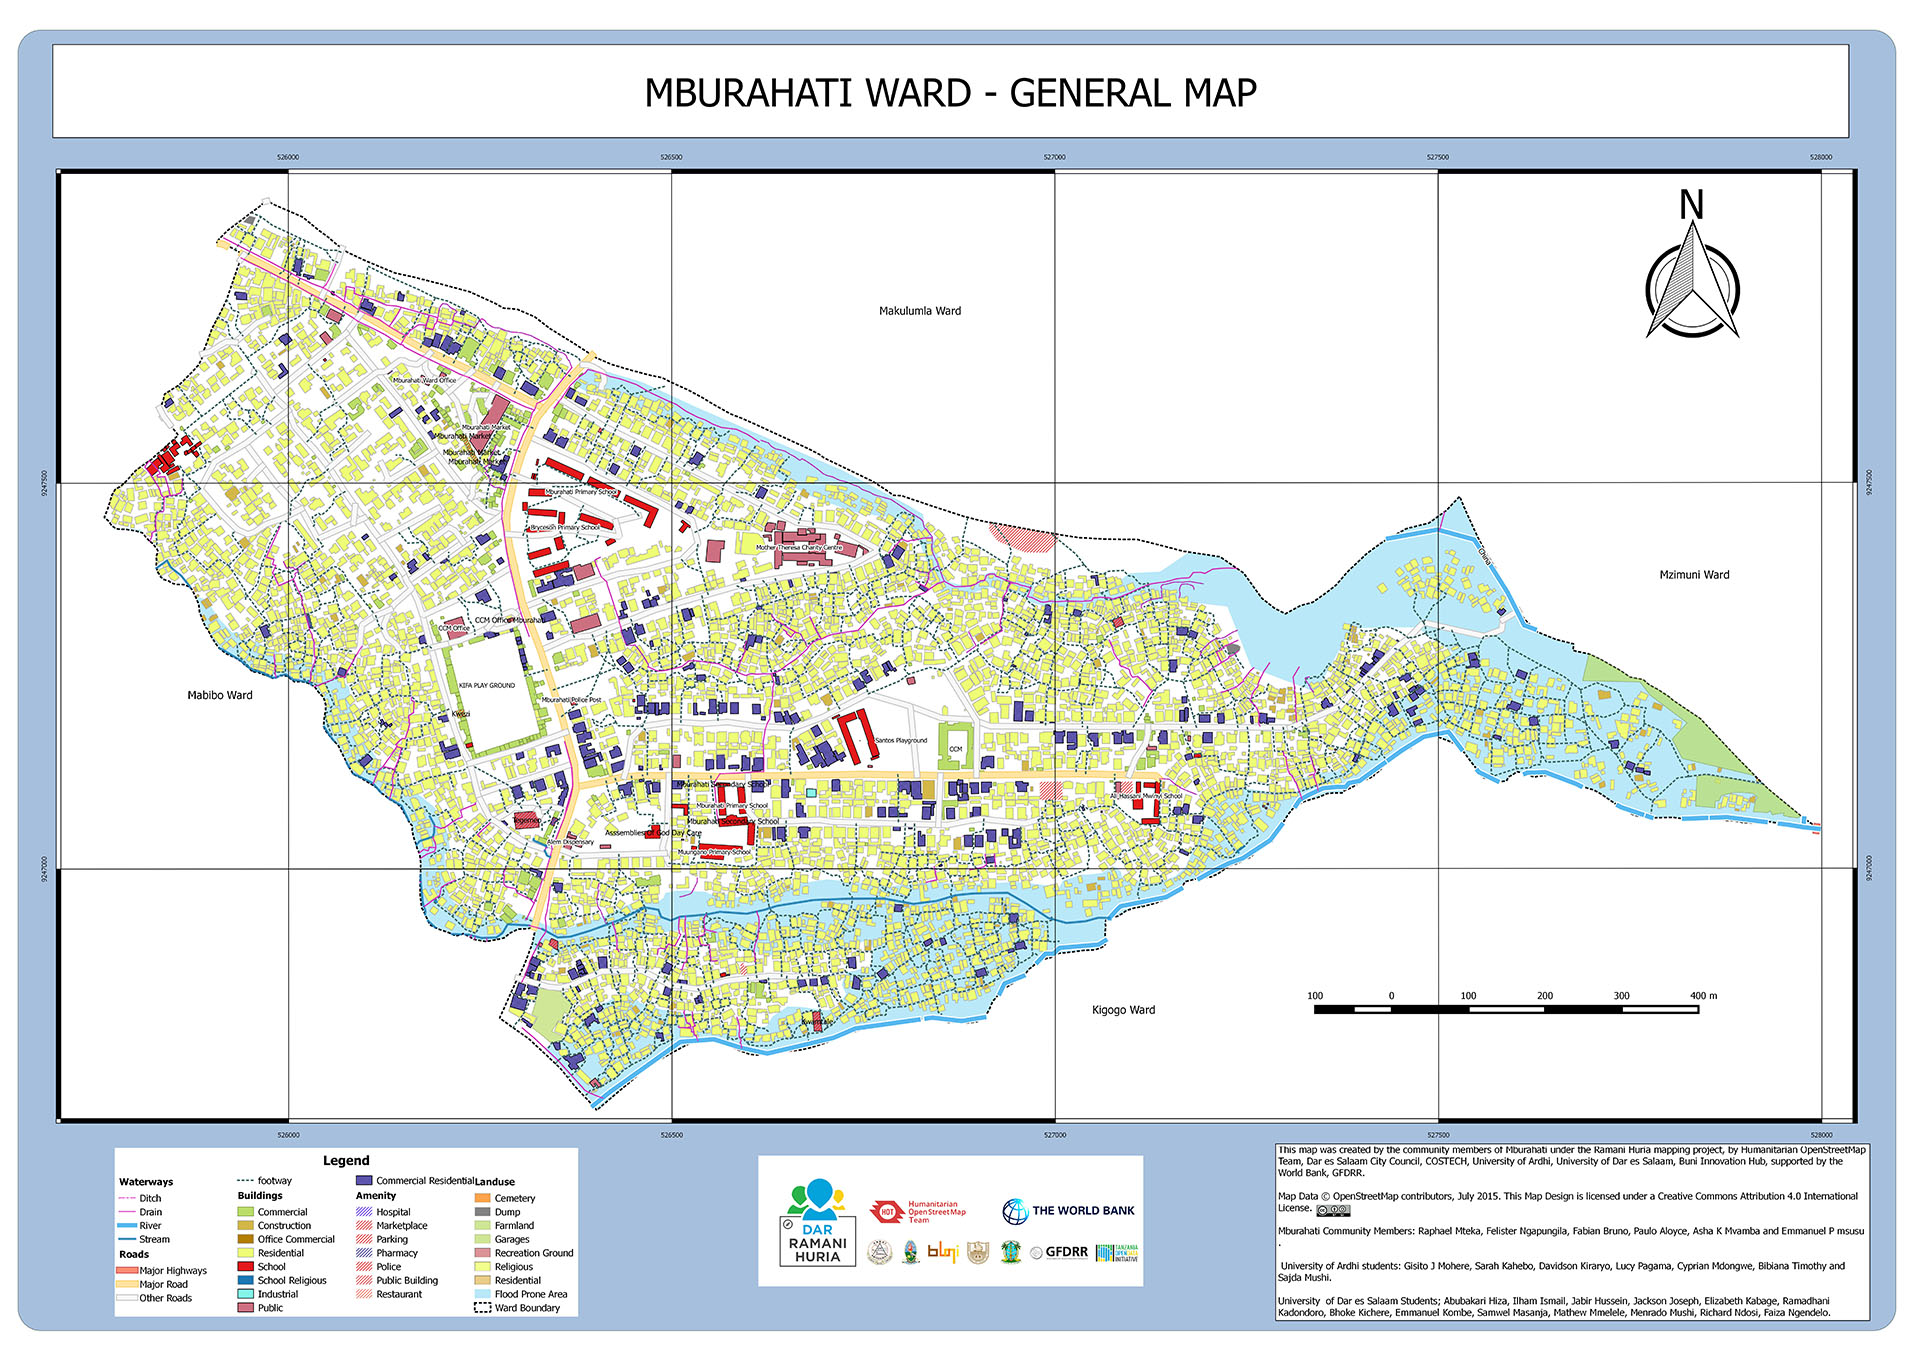 MBURAHATI WARD - GENERAL MAP
526000
526500
527000
527500
528000
N
Makulumla Ward
Mburahati Ward Office
Mburahati Market
Mburahati Market
Mburahati Market
Mburahati Market
9247500
9247500
Mburahati Primary School
Bryceson Primary School
Mother Theresa Charity Centre
China
Mzimuni Ward
CCM Office
CCM Office Mburahati
Mabibo Ward
KIFA PLAY GROUND
Mburahati Police Post
Kwezi
Santos Playground
CCM
Mburahati Secondary School
Ali Hassani Mwinyi School
Mburahati Primary School
Tegemeo
Mburahati Secondary School
Asssemblies Of God Day Care
Alem Dispensary
Muungano Primary School
9247000
9247000
Kigogo Ward
100
0
100
200
300
400 m
526000
526500
527000
527500
528000
Legend
Waterways
Ditch
Drain
River
Stream
Roads
Major Highways
Major Road
Other Roads
footway
Buildings
Commercial
Construction
Office Commercial
Residential
School
School Religious
Industrial
Public
Commercial Residential
Amenity
Hospital
Marketplace
Parking
Pharmacy
Police
Public Building
Restaurant
Landuse
Cemetery
Dump
Farmland
Garages
Recreation Ground
Religious
Residential
Flood Prone Area
Ward Boundary
DAR
RAMANI
HURIA
HOT
Humanitarian
OpenStreetMap
Team
THE WORLD BANK
buni
GFDRR
TANZANIA
OPEN DATA
INITIATIVE
This map was created by the community members of Mburahati under the Ramani Huria mapping project, by Humanitarian OpenStreetMap
Team, Dar es Salaam City Council, COSTECH, University of Ardhi, University of Dar es Salaam, Buni Innovation Hub, supported by the
World Bank, GFDRR.
Map Data © OpenStreetMap contributors, July 2015. This Map Design is licensed under a Creative Commons Attribution 4.0 International
License.
Mburahati Community Members: Raphael Mteka, Felister Ngapungila, Fabian Bruno, Paulo Aloyce, Asha K Mvamba and Emmanuel P msusu
.
University of Ardhi students: Gisito J Mohere, Sarah Kahebo, Davidson Kiraryo, Lucy Pagama, Cyprian Mdongwe, Bibiana Timothy and
Sajda Mushi.
University of Dar es Salaam Students; Abubakari Hiza, Ilham Ismail, Jabir Hussein, Jackson Joseph, Elizabeth Kabage, Ramadhani
Kadondoro, Bhoke Kichere, Emmanuel Kombe, Samwel Masanja, Mathew Mmelele, Menrado Mushi, Richard Ndosi, Faiza Ngendelo.